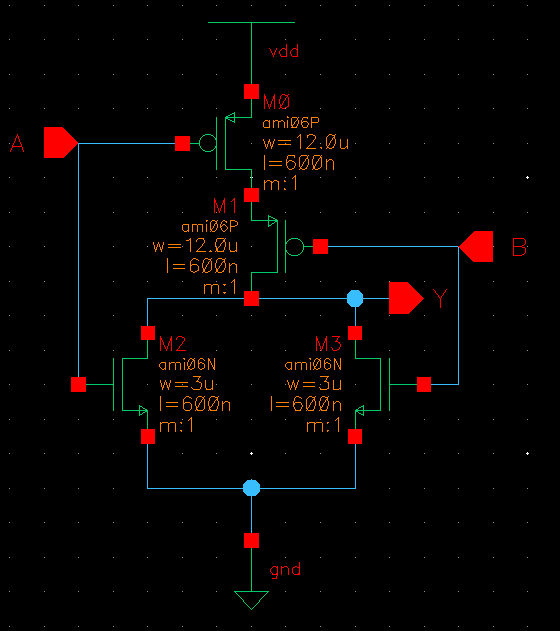 vdd
M0
ami06P
w=12.0u
l=600n
m:1
A
M1
ami06P
w=12.0u
l=600n
m:1
B
Y
M2
ami06N
w=3u
l=600n
m:1
M3
ami06N
w=3u
l=600n
m:1
gnd